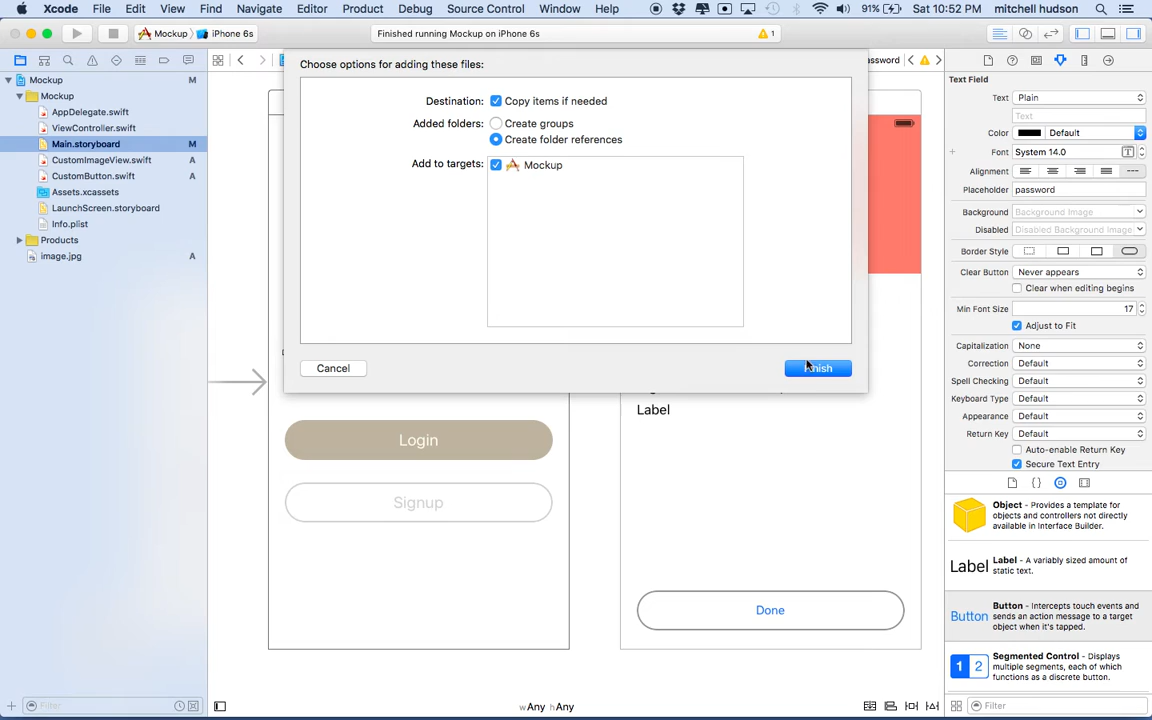 Xcode File Edit View Find Navigate Editor Product Debug Source Control Window Help 91% Sat 10:52 PM mitchell hudson
Mockup iPhone 6s Finished running Mockup on iPhone 6s 1
Mockup M
Mockup
AppDelegate.swift
ViewController.swift
Main.storyboard M
CustomImageView.swift A
CustomButton.swift A
Assets.xcassets
LaunchScreen.storyboard
Info.plist
Products
image.jpg A
Filter
Choose options for adding these files:
Destination: Copy items if needed
Added folders: Create groups
Create folder references
Add to targets: Mockup
Cancel
Login
Signup
Label
Done
wAny hAny
Text Field
Text Plain
Text
Color Default
Font System 14.0
Alignment
Placeholder password
Background Background Image
Disabled Disabled Background Image
Border Style
Clear Button Never appears
Clear when editing begins
Min Font Size 17
Adjust to Fit
Capitalization None
Correction Default
Spell Checking Default
Keyboard Type Default
Appearance Default
Return Key Default
Auto-enable Return Key
Secure Text Entry
Object - Provides a template for
objects and controllers not directly
available in Interface Builder.
Label Label - A variably sized amount of
static text.
Button Button - Intercepts touch events and
sends an action message to a target
object when it's tapped.
1 2 Segmented Control - Displays
multiple segments, each of which
functions as a discrete button.
Filter